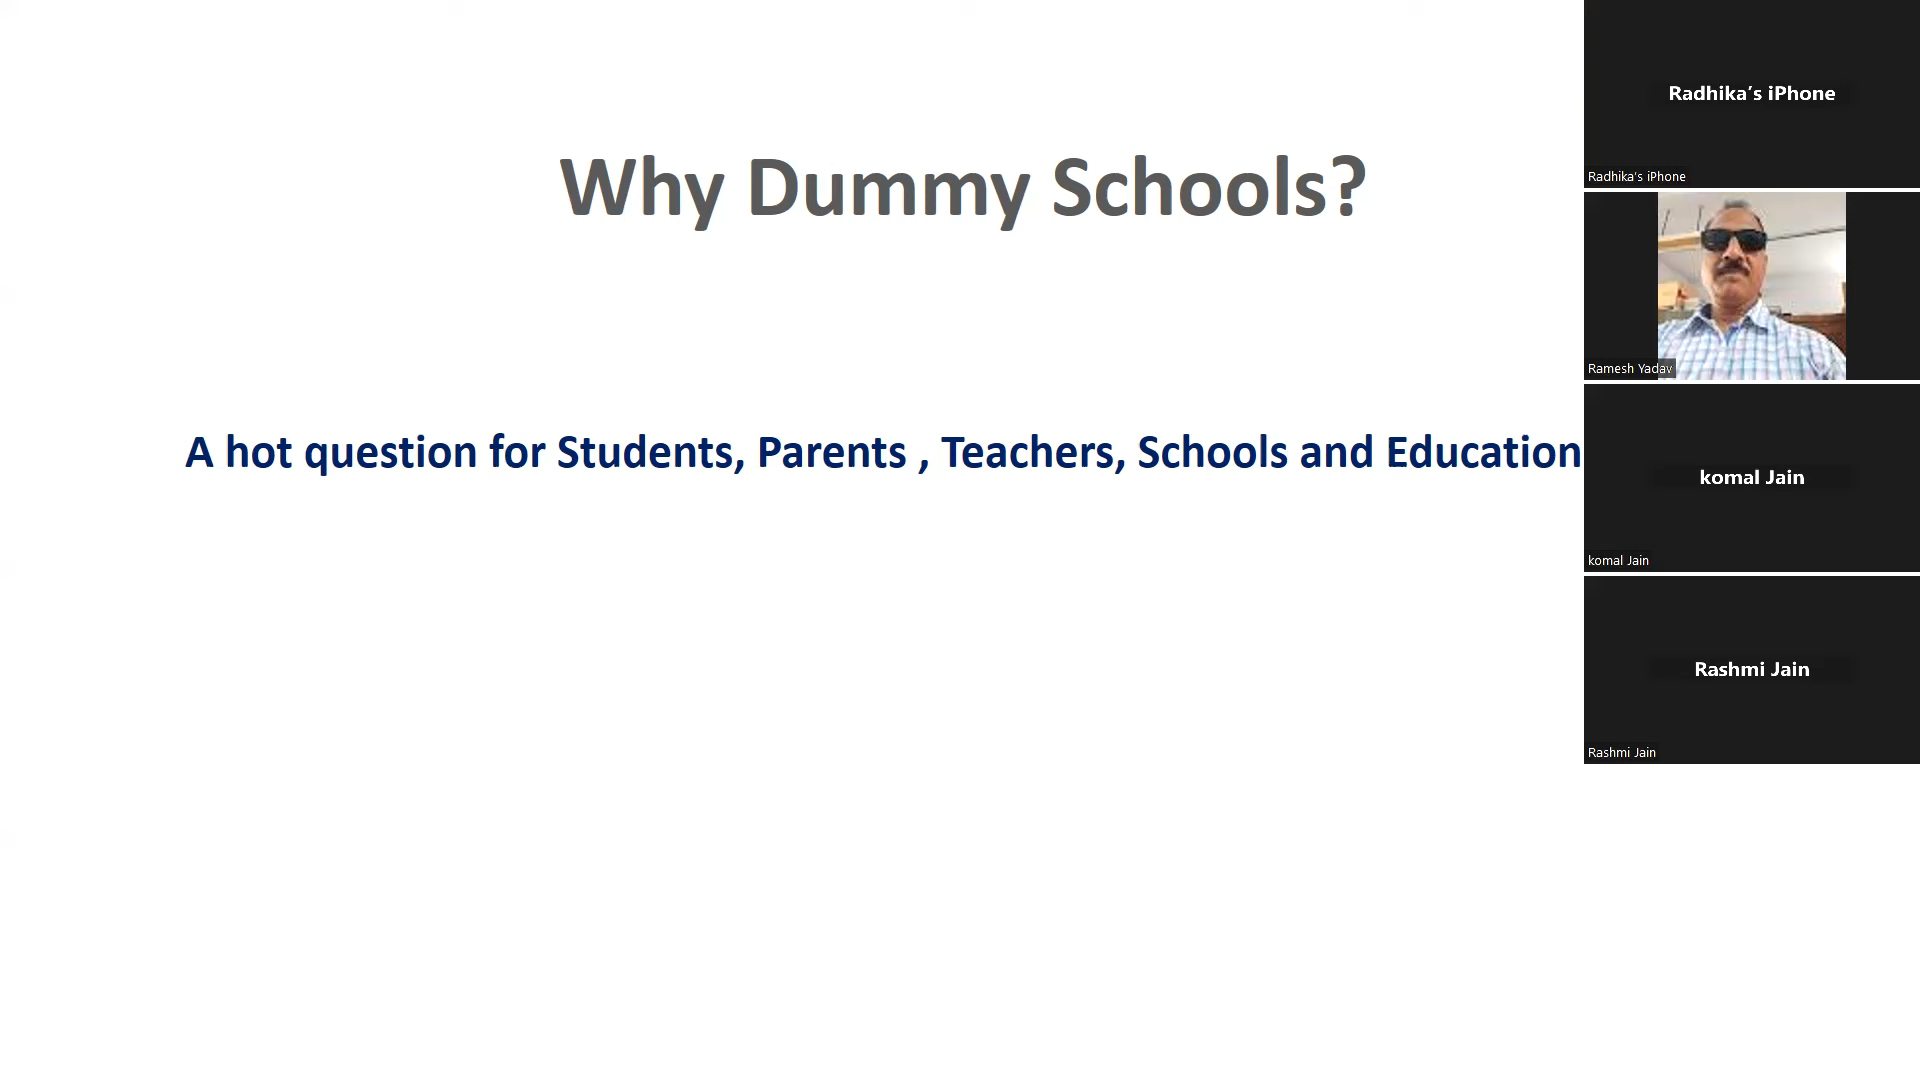 Why Dummy Schools?
A hot question for Students, Parents , Teachers, Schools and Education
Radhika's iPhone
Radhika's iPhone
Ramesh Yadav
komal Jain
komal Jain
Rashmi Jain
Rashmi Jain